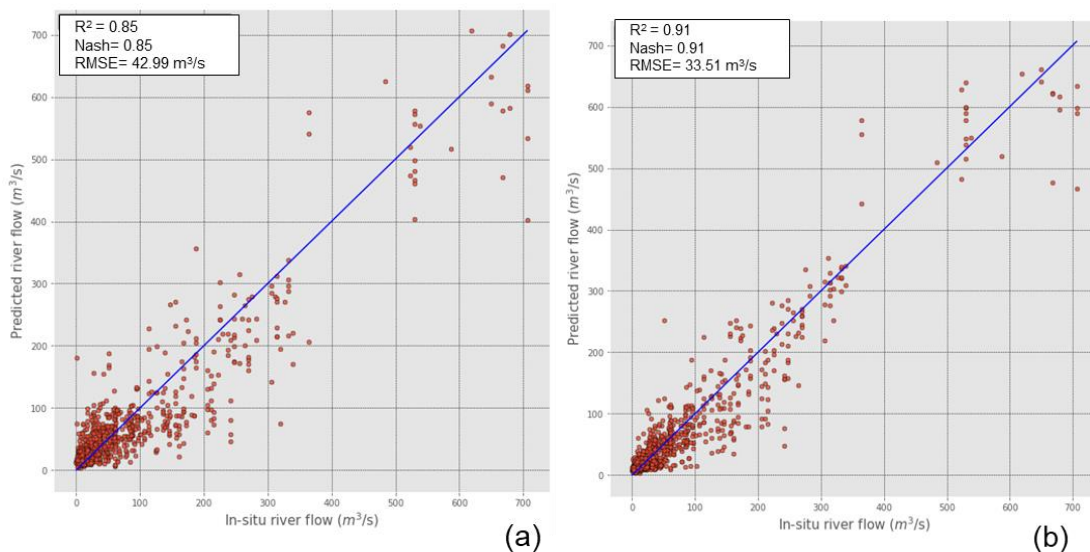 R² = 0.85
Nash= 0.85
RMSE= 42.99 m³/s
700
600
500
400
300
200
100
0
Predicted river flow (m³/s)
0 100 200 300 400 500 600 700
In-situ river flow (m³/s)
(a)
R² = 0.91
Nash= 0.91
RMSE= 33.51 m³/s
700
600
500
400
300
200
100
0
Predicted river flow (m³/s)
0 100 200 300 400 500 600 700
In-situ river flow (m³/s)
(b)